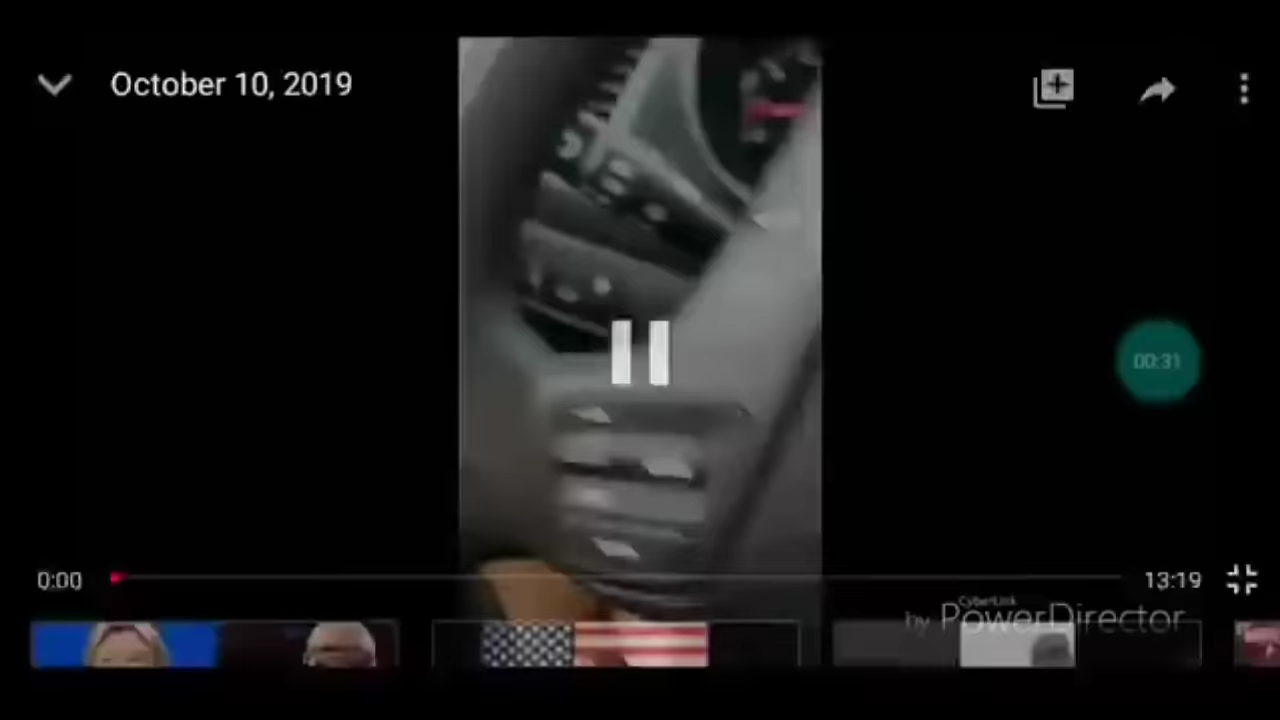 October 10, 2019
00:31
0:00
13:19
CyberLink
by PowerDirector